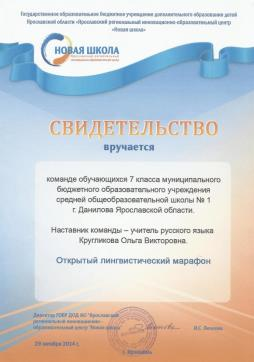 Государственное образовательное бюджетное учреждение дополнительного образования детей
Ярославской области «Ярославский региональный инновационно-образовательный центр
«Новая школа»
НОВАЯ ШКОЛА
СВИДЕТЕЛЬСТВО
вручается
команде обучающихся 7 класса муниципального
бюджетного образовательного учреждения
средней общеобразовательной школы № 1
г. Данилова Ярославской области.
Наставник команды – учитель русского языка
Кругликова Ольга Викторовна.
Открытый лингвистический марафон
Директор ГОБУ ДОД ЯО "Ярославский
региональный инновационно -
образовательный центр "Новая школа"
29 октября 2014 г.
г. Ярославль